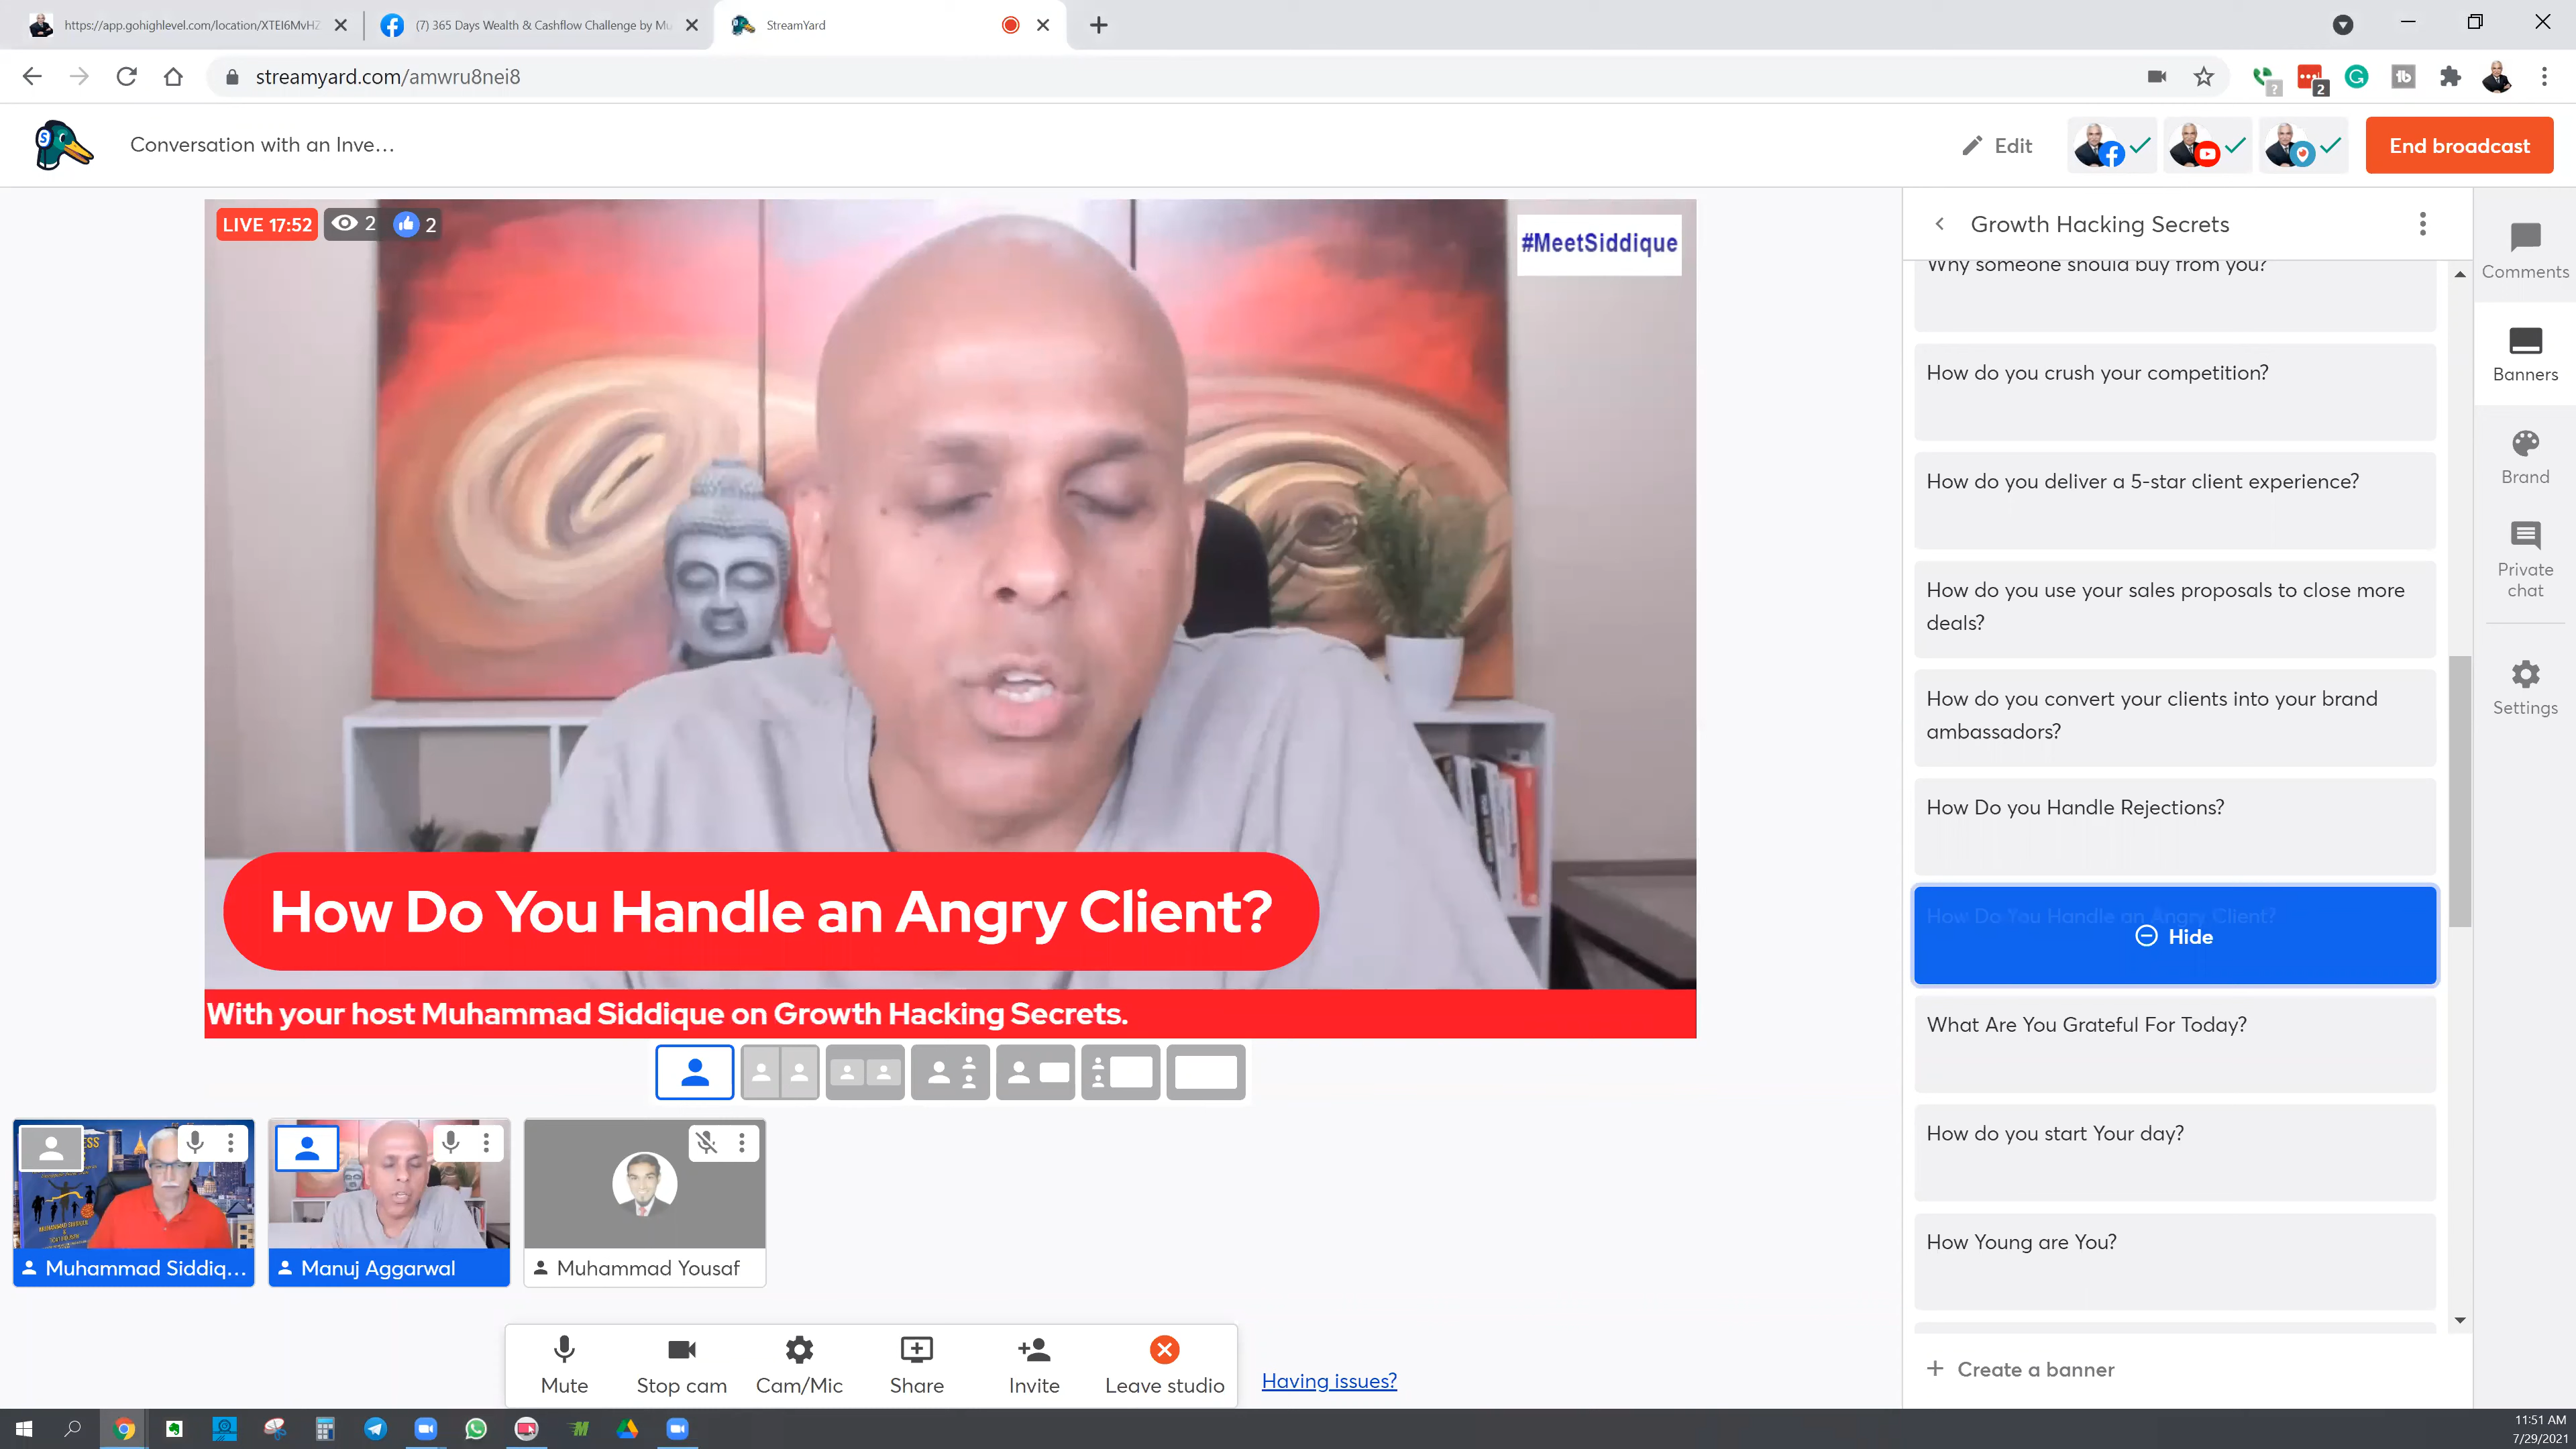 https://app.gohighlevel.com/location/XTEI6MvHZ
(7) 365 Days Wealth & Cashflow Challenge by Mu
StreamYard
streamyard.com/amwru8nei8
?
2
Conversation with an Inve...
Edit
End broadcast
LIVE 17:52
2
2
#MeetSiddique
How Do You Handle an Angry Client?
With your host Muhammad Siddique on Growth Hacking Secrets.
Muhammad Siddiq...
Manuj Aggarwal
Muhammad Yousaf
Mute
Stop cam
Cam/Mic
Share
Invite
Leave studio
Having issues?
Growth Hacking Secrets
Why someone should buy from you?
How do you crush your competition?
How do you deliver a 5-star client experience?
How do you use your sales proposals to close more
deals?
How do you convert your clients into your brand
ambassadors?
How Do you Handle Rejections?
How Do You Handle an Angry Client?
Hide
What Are You Grateful For Today?
How do you start Your day?
How Young are You?
Create a banner
Comments
Banners
Brand
Private
chat
Settings
11:51 AM
7/29/2021